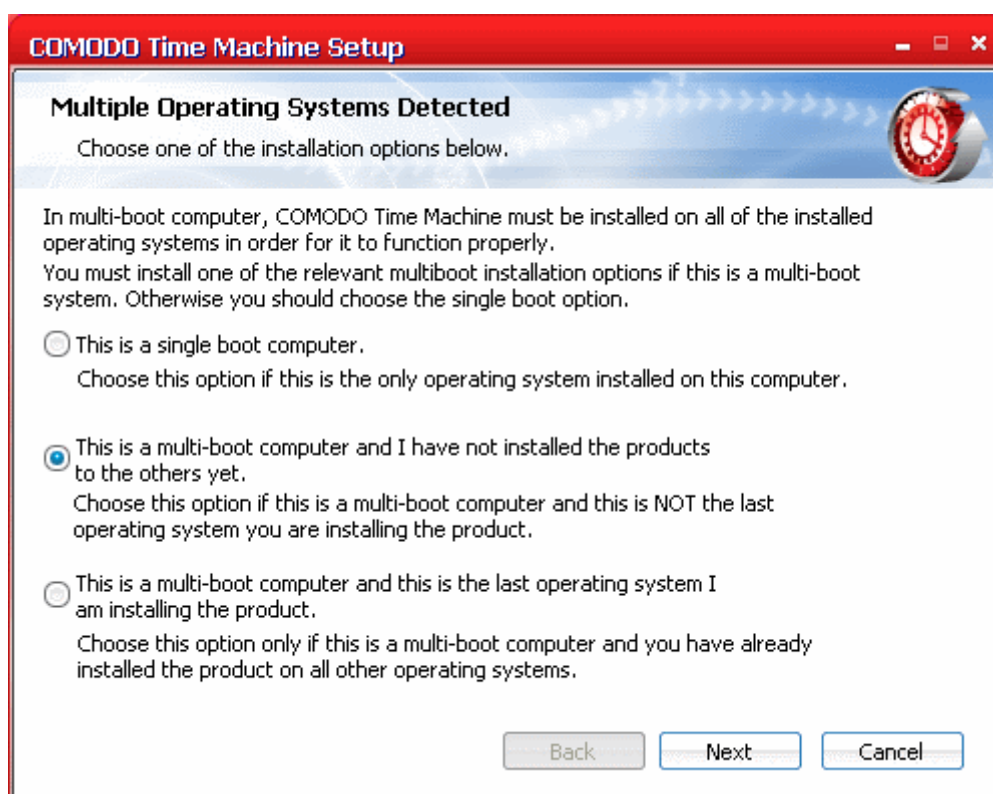 COMODO Time Machine Setup
Multiple Operating Systems Detected
Choose one of the installation options below.
In multi-boot computer, COMODO Time Machine must be installed on all of the installed
operating systems in order for it to function properly.
You must install one of the relevant multiboot installation options if this is a multi-boot
system. Otherwise you should choose the single boot option.
This is a single boot computer.
Choose this option if this is the only operating system installed on this computer.
This is a multi-boot computer and I have not installed the products
to the others yet.
Choose this option if this is a multi-boot computer and this is NOT the last
operating system you are installing the product.
This is a multi-boot computer and this is the last operating system I
am installing the product.
Choose this option only if this is a multi-boot computer and you have already
installed the product on all other operating systems.
Back Next Cancel